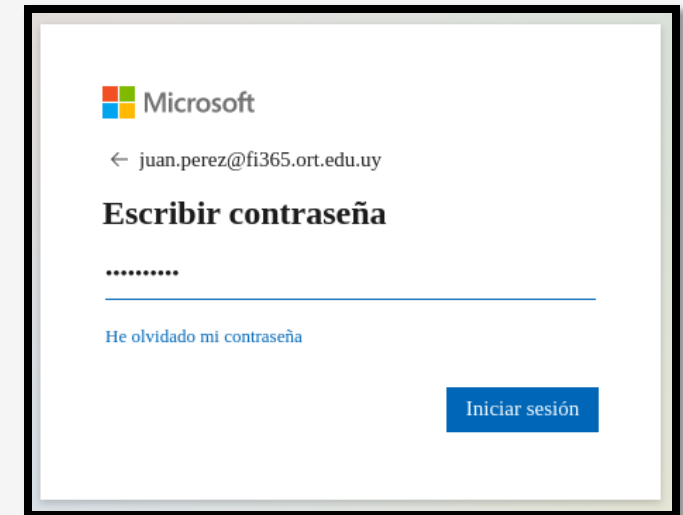 Microsoft
← juan.perez@fi365.ort.edu.uy
Escribir contraseña
••••••••••
He olvidado mi contraseña
Iniciar sesión